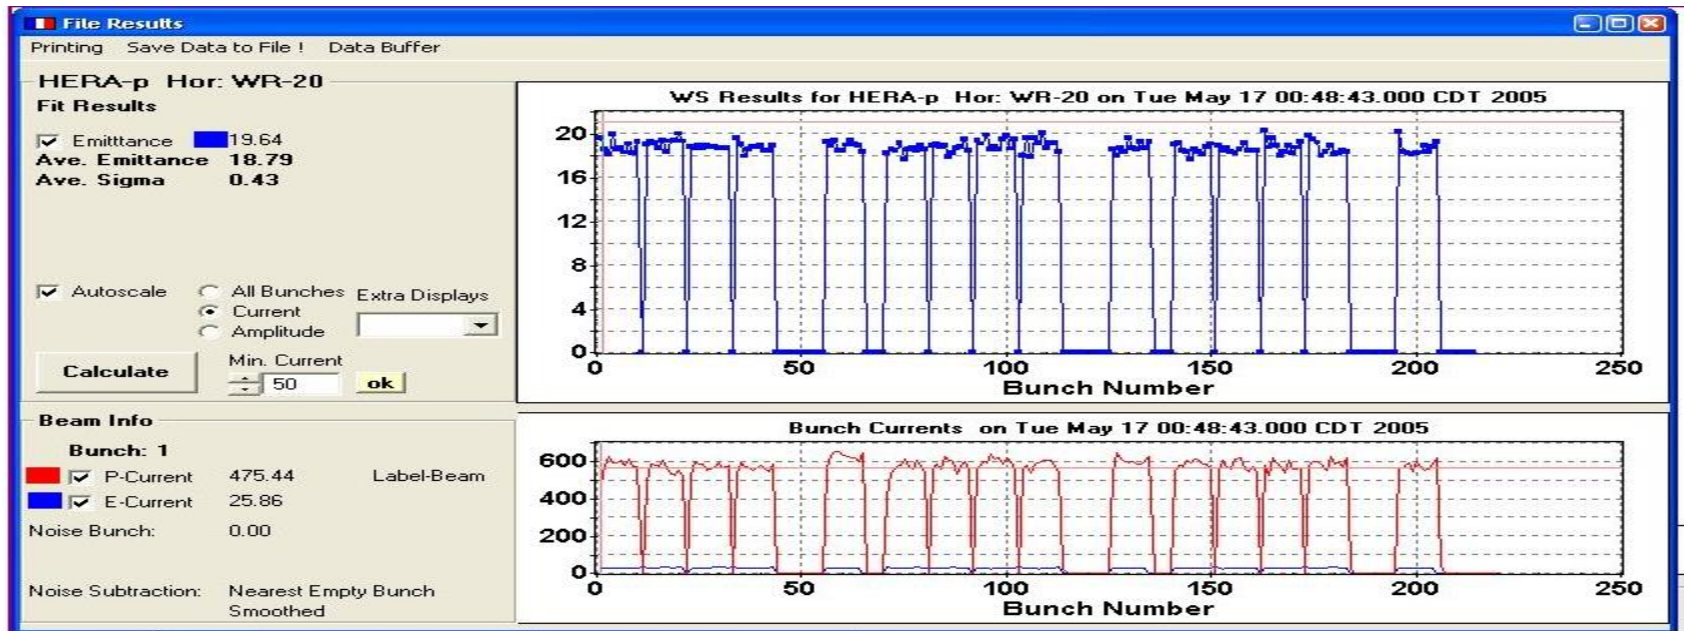 File Results
Printing Save Data to File ! Data Buffer
HERA-p Hor: WR-20
Fit Results
Emitttance 19.64
Ave. Emittance 18.79
Ave. Sigma 0.43
Autoscale
All Bunches
Current
Amplitude
Extra Displays
Calculate
Min. Current
50 ok
WS Results for HERA-p Hor: WR-20 on Tue May 17 00:48:43.000 CDT 2005
20
16
12
8
4
0
0 50 100 150 200 250
Bunch Number
Beam Info
Bunch: 1
P-Current 475.44 Label-Beam
E-Current 25.86
Noise Bunch: 0.00
Noise Subtraction: Nearest Empty Bunch
Smoothed
Bunch Currents on Tue May 17 00:48:43.000 CDT 2005
600
400
200
0
0 50 100 150 200 250
Bunch Number